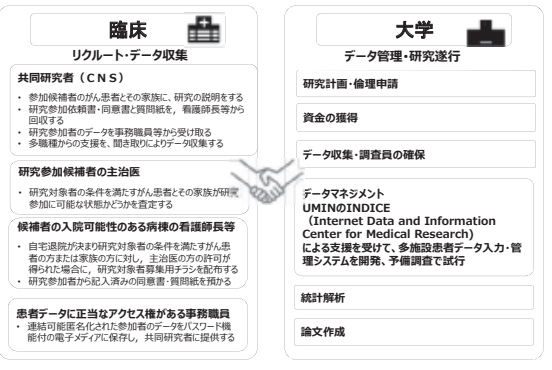 臨床
リクルート・データ収集
共同研究者（CNS）
・ 参加候補者のがん患者とその家族に、研究の説明をする
・ 研究参加依頼書・同意書と質問紙を，看護師長等から
回収する
・ 研究参加者のデータを事務職員等から受け取る
・ 多職種からの支援を、聞き取りによりデータ収集する
研究参加候補者の主治医
・ 研究対象者の条件を満たすがん患者とその家族が研究
参加に可能な状態かどうかを査定する
候補者の入院可能性のある病棟の看護師長等
・ 自宅退院が決まり研究対象者の条件を満たすがん患
者の方または家族の方に対し，主治医の方の許可が
得られた場合に，研究対象者募集用チラシを配布する
・ 研究参加者から記入済みの同意書・質問紙を預かる
患者データに正当なアクセス権がある事務職員
・ 連結可能匿名化された参加者のデータをパスワード機
能付の電子メディアに保存し，共同研究者に提供する
大学
データ管理・研究遂行
研究計画・倫理申請
資金の獲得
データ収集・調査員の確保
データマネジメント
UMINのINDICE
（Internet Data and Information
Center for Medical Research)
による支援を受けて、多施設患者データ入力・管
理システムを開発、予備調査で試行
統計解析
論文作成